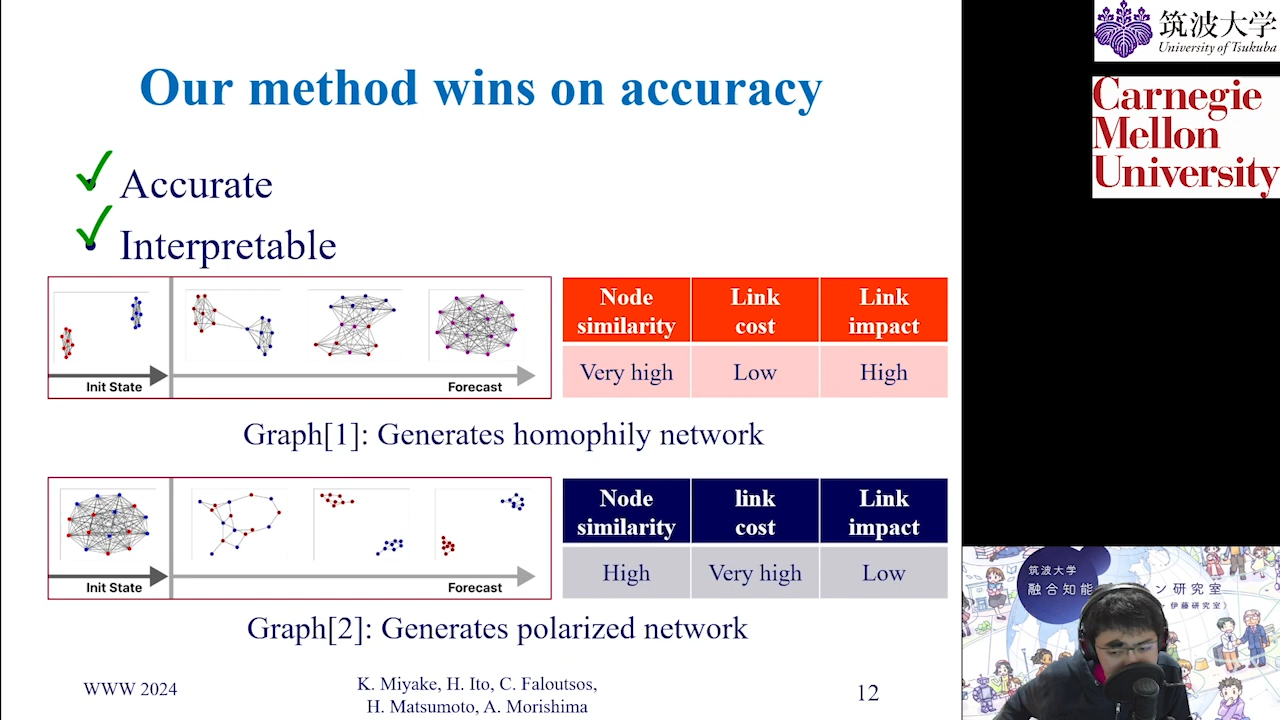 Our method wins on accuracy
Accurate
Interpretable
Init State
Forecast
Node similarity
Link cost
Link impact
Very high
Low
High
Graph[1]: Generates homophily network
Init State
Forecast
Node similarity
link cost
Link impact
High
Very high
Low
Graph[2]: Generates polarized network
WWW 2024
K. Miyake, H. Ito, C. Faloutsos,
H. Matsumoto, A. Morishima
12
筑波大学
University of Tsukuba
Carnegie
Mellon
University
筑波大学
融合知能
ン研究室
伊藤研究室）